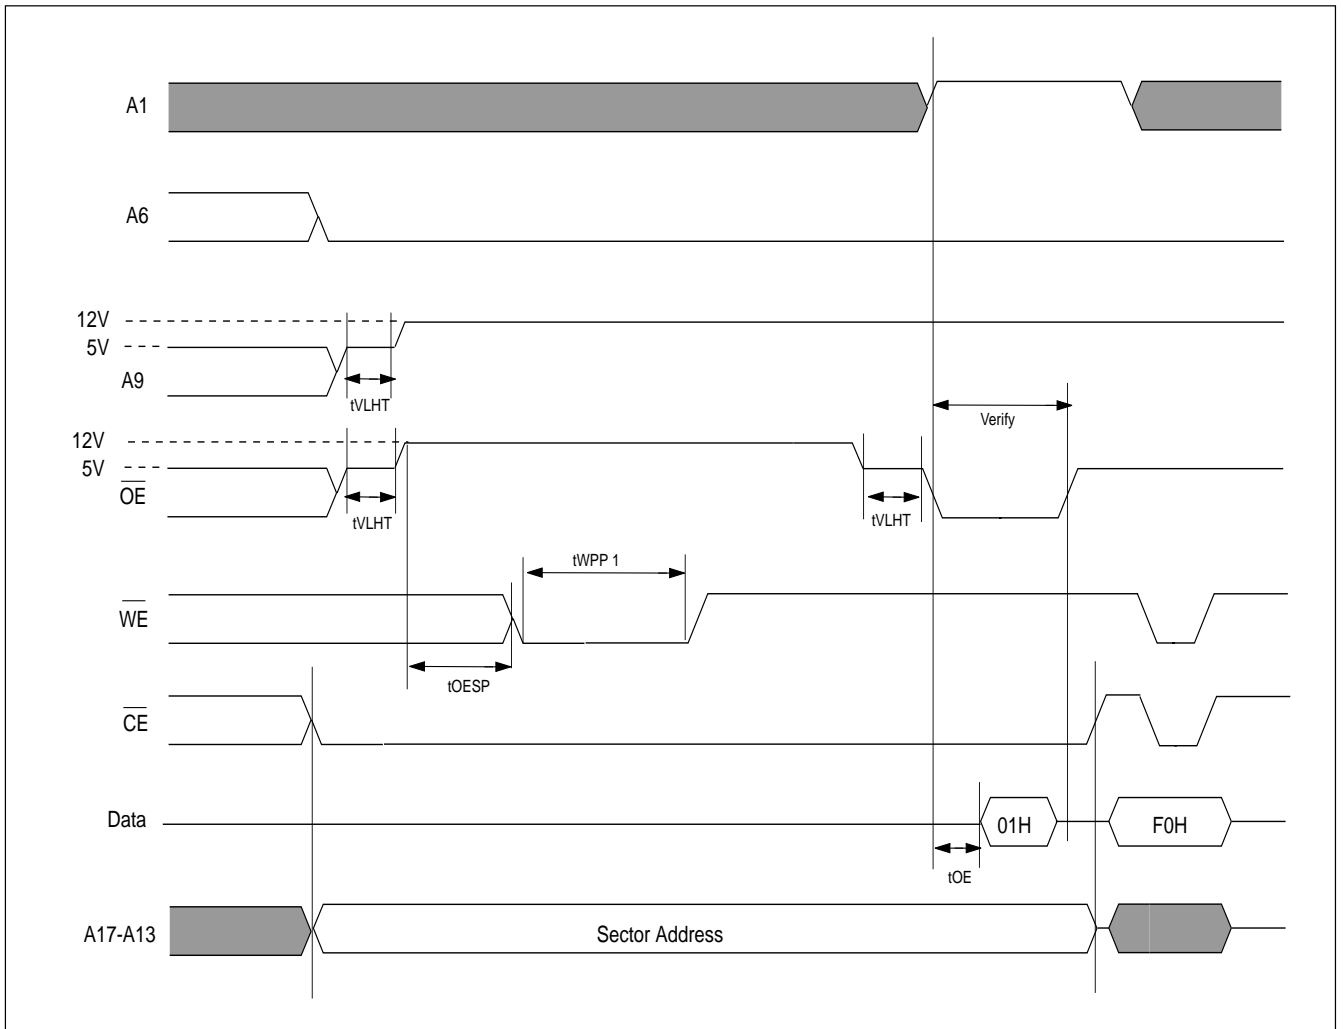 A1
A6
12V
5V
A9
tVLHT
Verify
12V
5V
OE
tVLHT
tVLHT
tWPP 1
WE
tOESP
CE
Data
01H
F0H
tOE
A17-A13
Sector Address